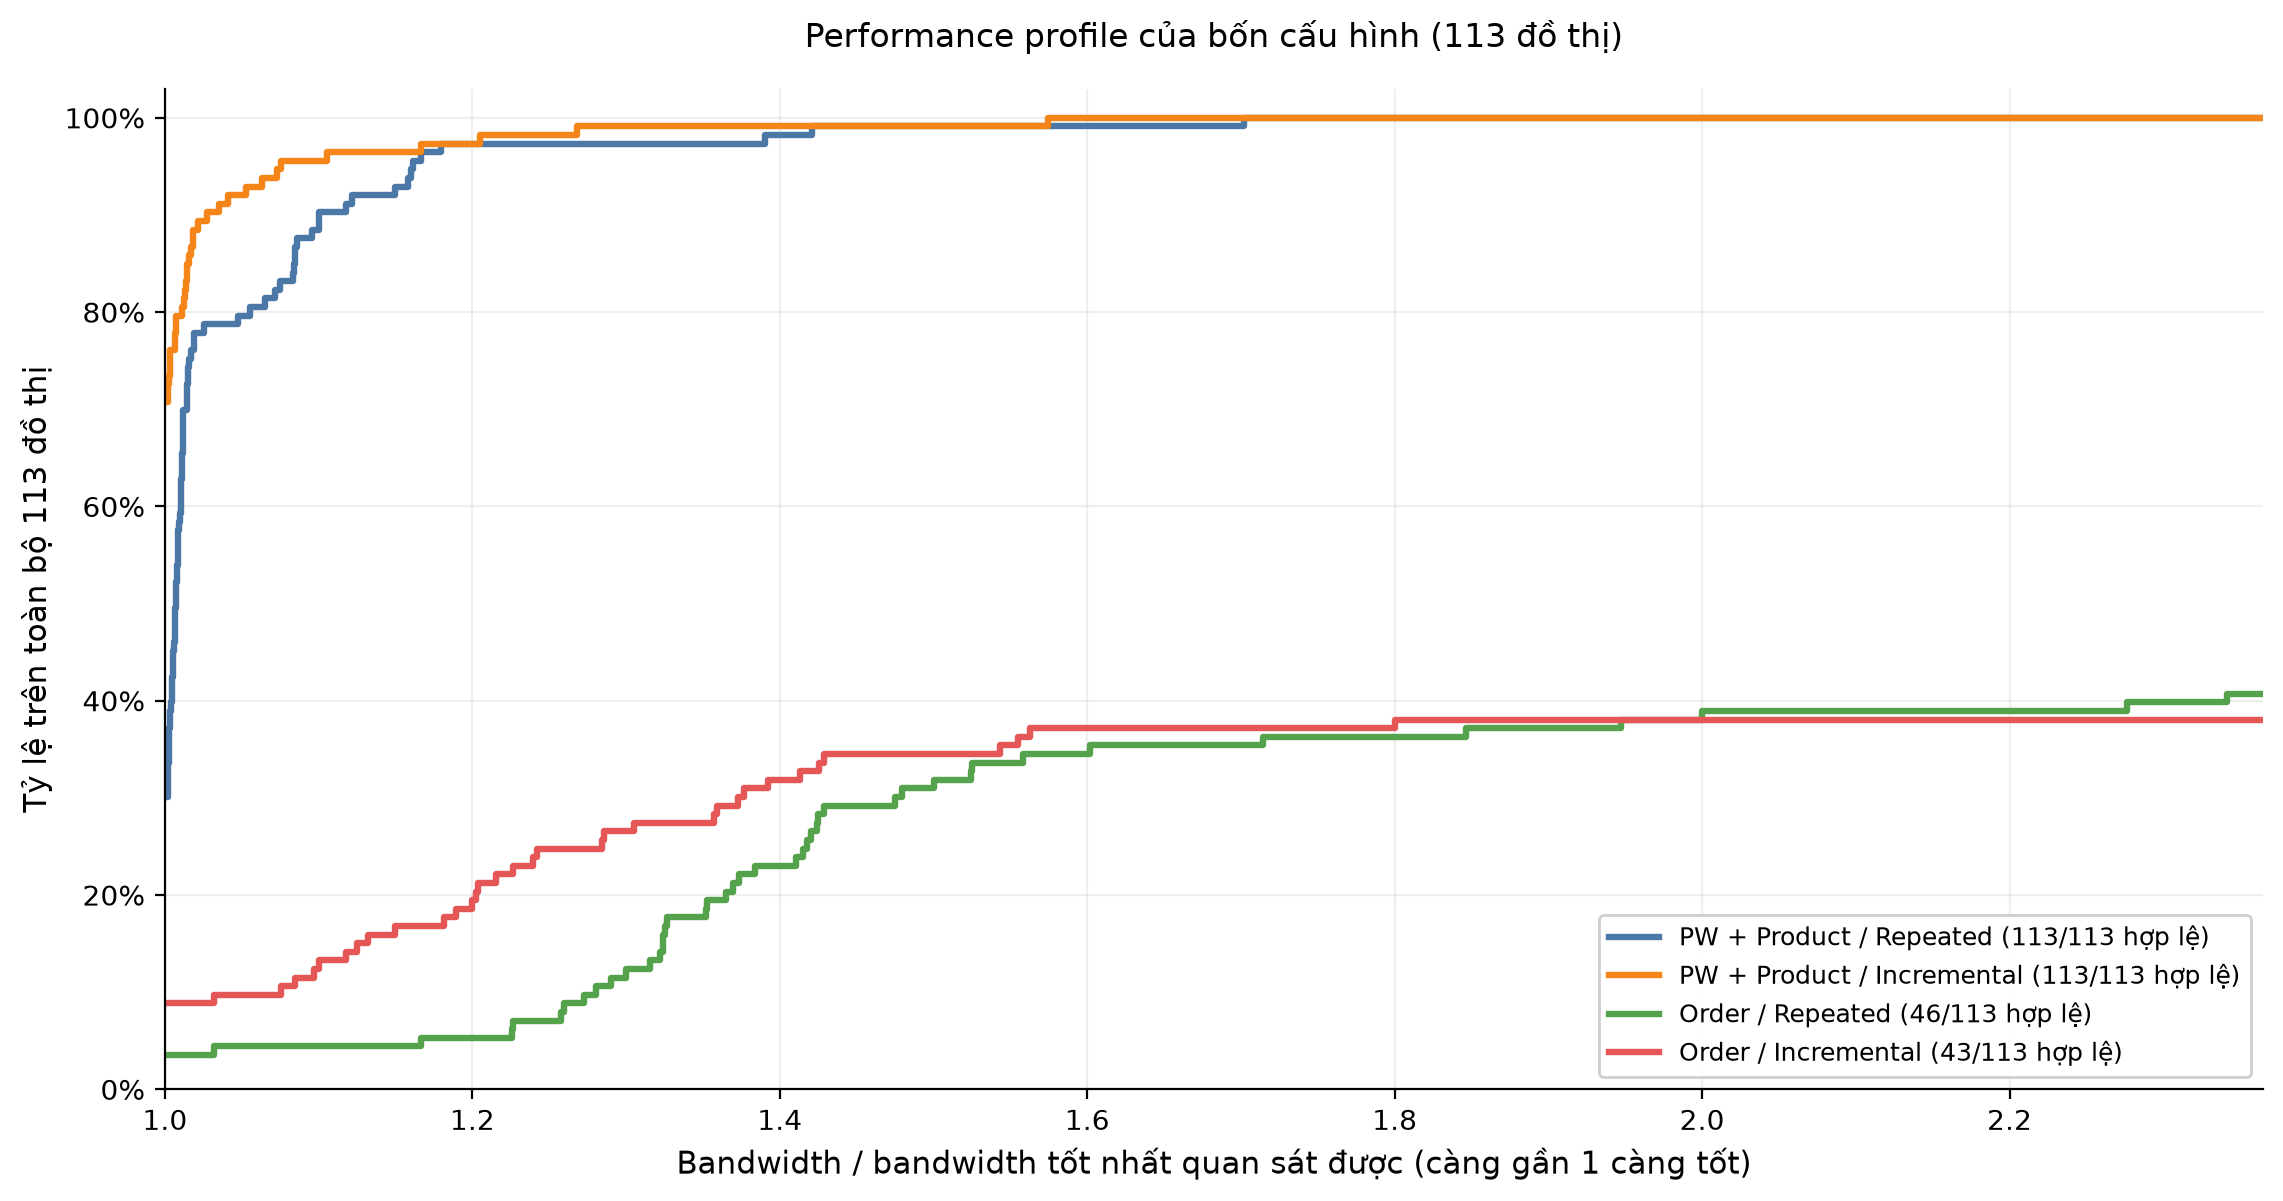 Performance profile của bốn cấu hình (113 đồ thị)
Tỷ lệ trên toàn bộ 113 đồ thị
100%
80%
60%
40%
20%
0%
1.0 1.2 1.4 1.6 1.8 2.0 2.2
Bandwidth / bandwidth tốt nhất quan sát được (càng gần 1 càng tốt)
PW + Product / Repeated (113/113 hợp lệ)
PW + Product / Incremental (113/113 hợp lệ)
Order / Repeated (46/113 hợp lệ)
Order / Incremental (43/113 hợp lệ)